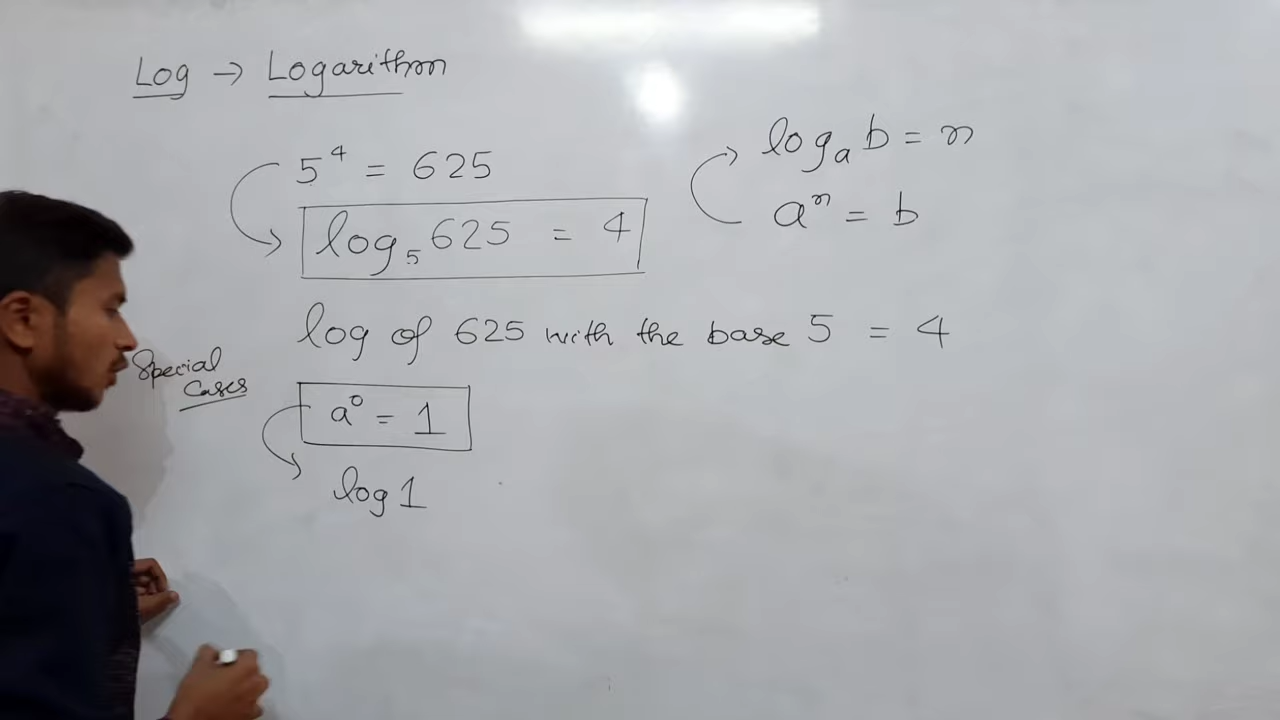 Log → Logarithm
5⁴ = 625
log₅ 625 = 4
logₐ b = n
aⁿ = b
log of 625 with the base 5 = 4
Special
Cases
a⁰ = 1
log 1